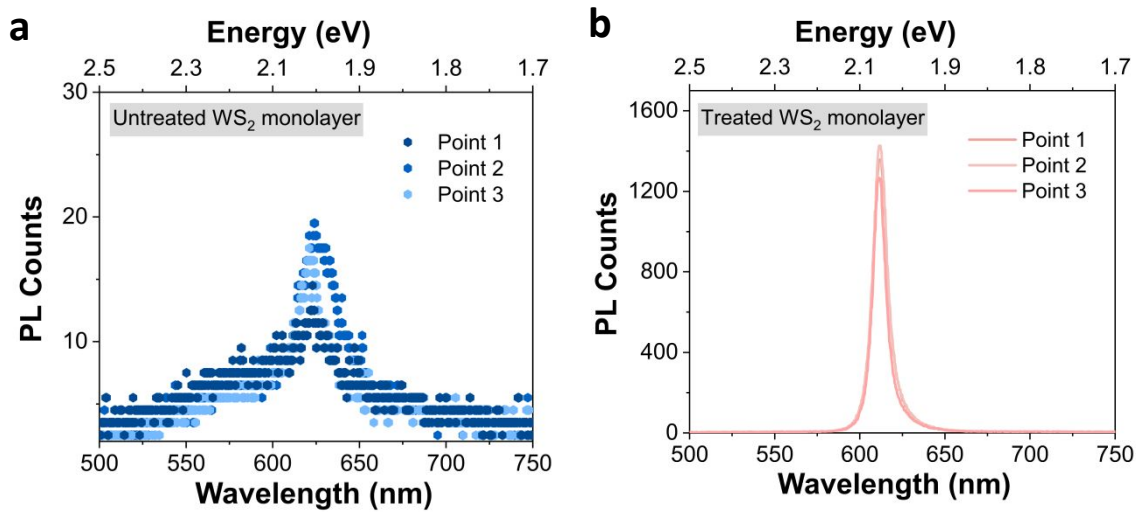 a
Energy (eV)
2.5 2.3 2.1 1.9 1.8 1.7
30
20
10
PL Counts
Untreated WS₂ monolayer
Point 1
Point 2
Point 3
500 550 600 650 700 750
Wavelength (nm)
b
Energy (eV)
2.5 2.3 2.1 1.9 1.8 1.7
1600
1200
800
400
0
PL Counts
Treated WS₂ monolayer
Point 1
Point 2
Point 3
500 550 600 650 700 750
Wavelength (nm)